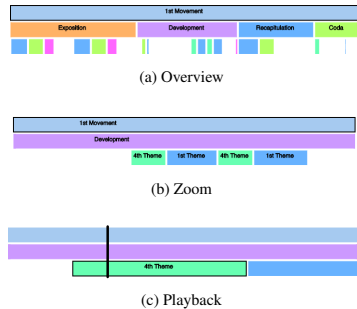 1st Movement
Exposition Development Recapitulation Coda
(a) Overview
1st Movement
Development
4th Theme 1st Theme 4th Theme 1st Theme
(b) Zoom
4th Theme
(c) Playback